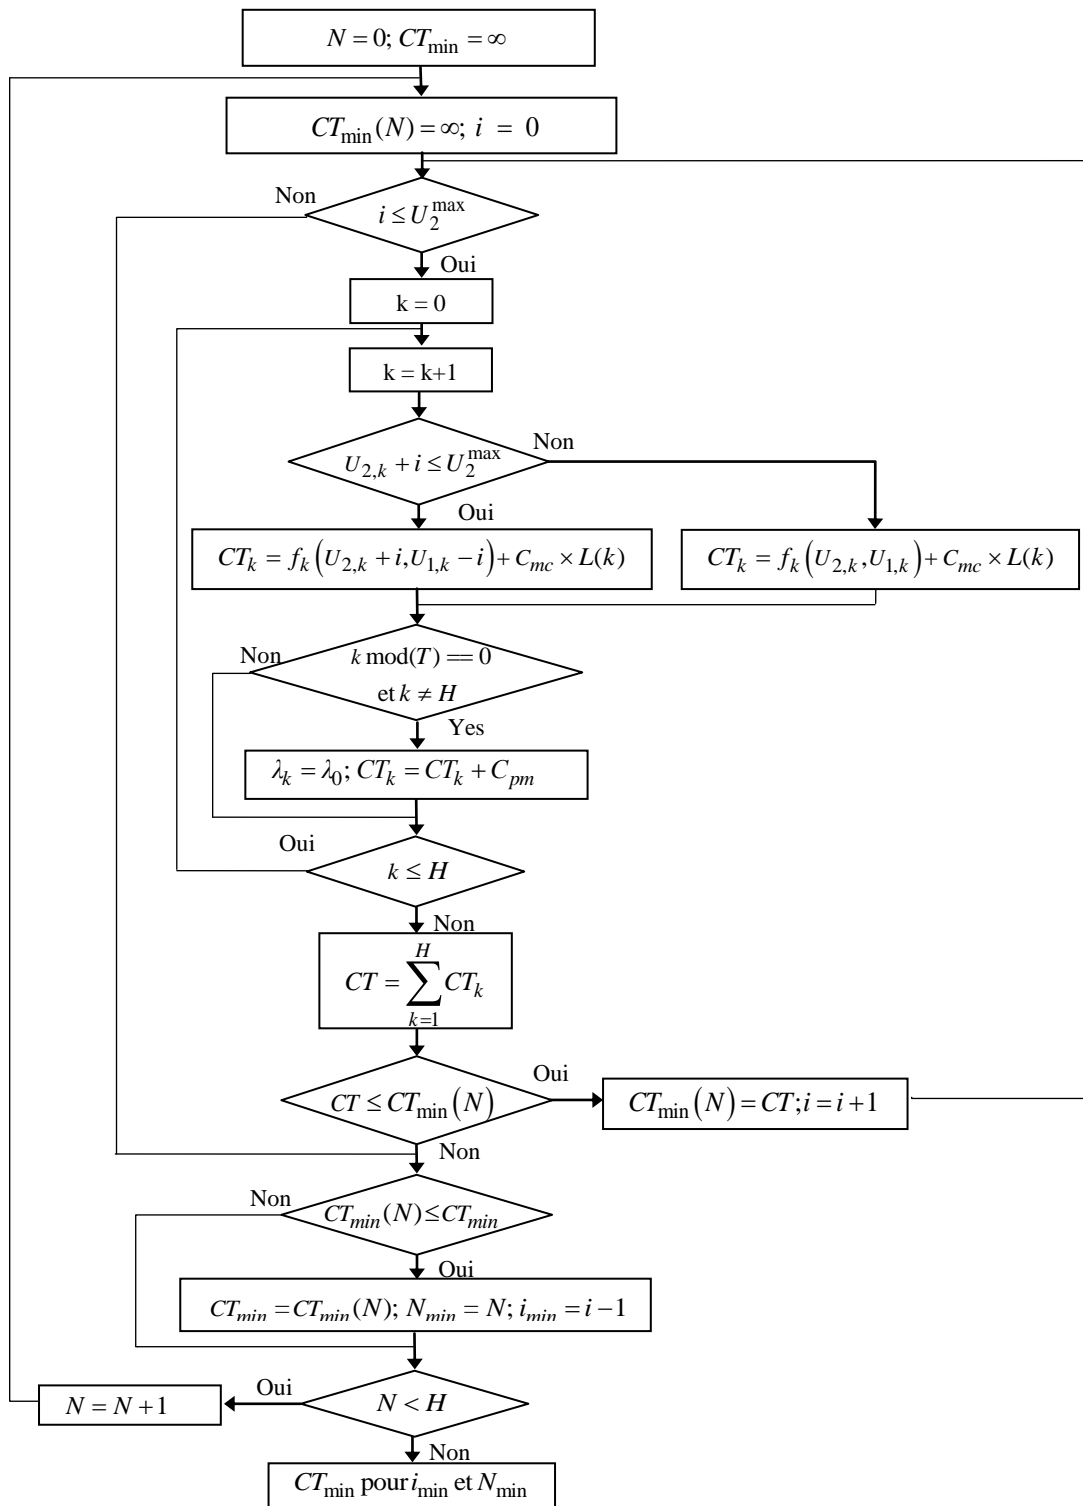 N = 0; CT_min = ∞
CT_min(N) = ∞; i = 0
Non
i ≤ U_2^max
Oui
k = 0
k = k+1
Non
U_2,k + i ≤ U_2^max
Oui
CT_k = f_k(U_2,k + i, U_1,k − i) + C_mc × L(k)
CT_k = f_k(U_2,k, U_1,k) + C_mc × L(k)
Non
k mod(T) == 0
et k ≠ H
Yes
λ_k = λ_0; CT_k = CT_k + C_pm
Oui
k ≤ H
Non
CT = ∑_{k=1}^{H} CT_k
Oui
CT ≤ CT_min(N)
CT_min(N) = CT; i = i+1
Non
Non
CT_min(N) ≤ CT_min
Oui
CT_min = CT_min(N); N_min = N; i_min = i −1
Oui
N < H
N = N + 1
Non
CT_min pour i_min et N_min